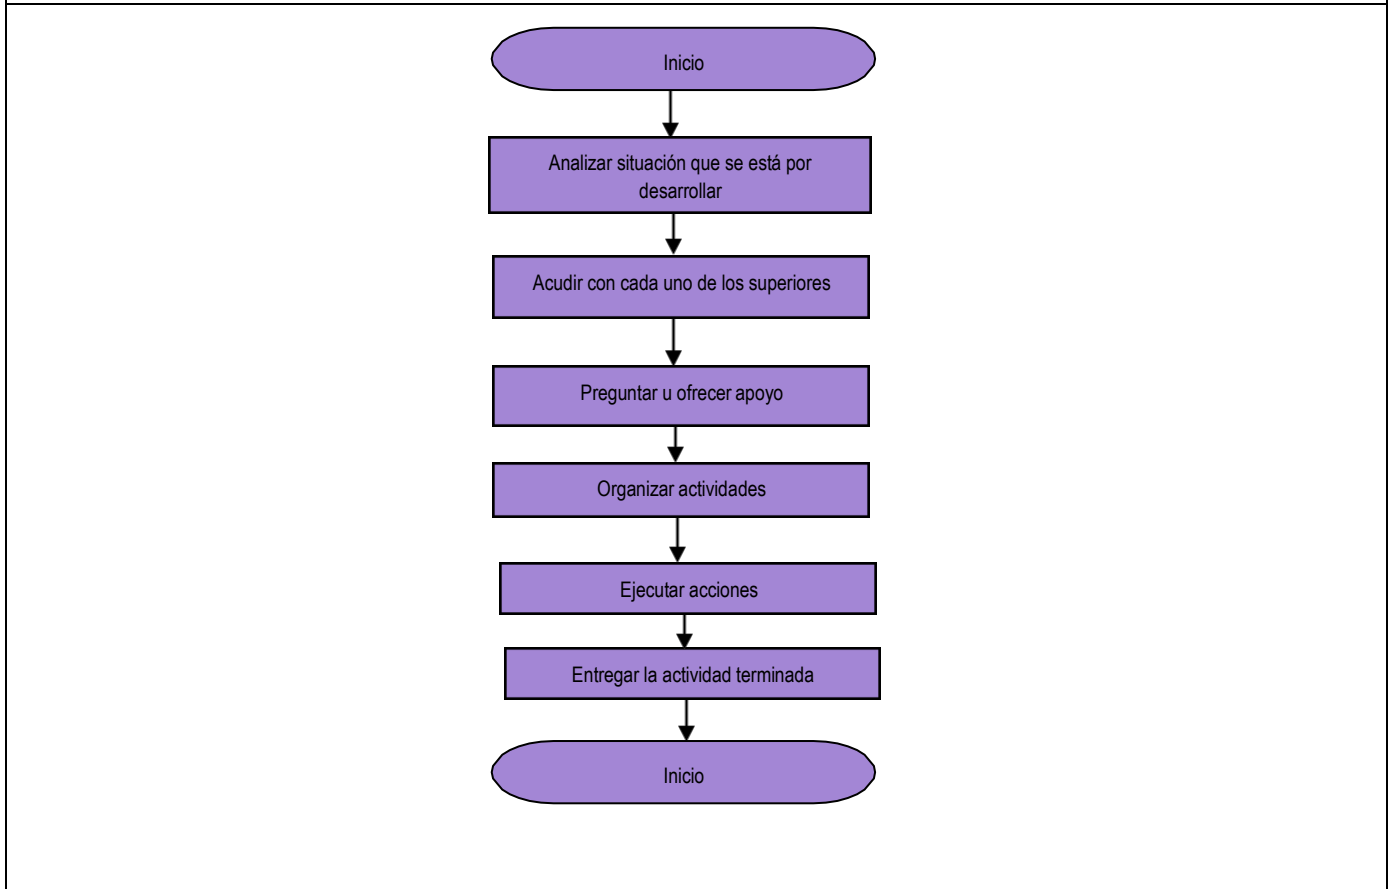 Inicio
Analizar situación que se está por
desarrollar
Acudir con cada uno de los superiores
Preguntar u ofrecer apoyo
Organizar actividades
Ejecutar acciones
Entregar la actividad terminada
Inicio